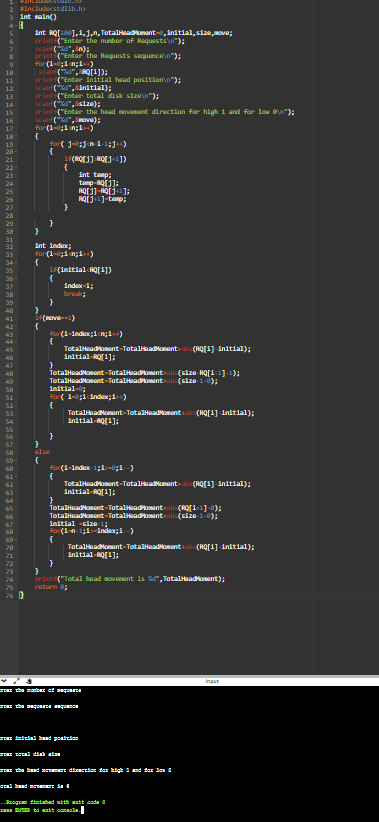 1 #include<stdio.h>
2 #include<stdlib.h>
3 int main()
4 {
5 int RQ[100],i,j,n,TotalHeadMoment=0,initial,size,move;
6 printf("Enter the number of Requests\n");
7 scanf("%d",&n);
8 printf("Enter the Requests sequence\n");
9 for(i=0;i<n;i++)
10 scanf("%d",&RQ[i]);
11 printf("Enter initial head position\n");
12 scanf("%d",&initial);
13 printf("Enter total disk size\n");
14 scanf("%d",&size);
15 printf("Enter the head movement direction for high 1 and for low 0\n");
16 scanf("%d",&move);
17 for(i=0;i<n;i++)
18 {
19 for( j=0;j<n-i-1;j++)
20 {
21 if(RQ[j]>RQ[j+1])
22 {
23 int temp;
24 temp=RQ[j];
25 RQ[j]=RQ[j+1];
26 RQ[j+1]=temp;
27 }
28
29 }
30 }
31
32 int index;
33 for(i=0;i<n;i++)
34 {
35 if(initial<RQ[i])
36 {
37 index=i;
38 break;
39 }
40 }
41 if(move==1)
42 {
43 for(i=index;i<n;i++)
44 {
45 TotalHeadMoment=TotalHeadMoment+abs(RQ[i]-initial);
46 initial=RQ[i];
47 }
48 TotalHeadMoment=TotalHeadMoment+abs(size-RQ[i-1]-1);
49 TotalHeadMoment=TotalHeadMoment+abs(size-1-0);
50 initial=0;
51 for( i=0;i<index;i++)
52 {
53 TotalHeadMoment=TotalHeadMoment+abs(RQ[i]-initial);
54 initial=RQ[i];
55
56 }
57 }
58 else
59 {
60 for(i=index-1;i>=0;i--)
61 {
62 TotalHeadMoment=TotalHeadMoment+abs(RQ[i]-initial);
63 initial=RQ[i];
64 }
65 TotalHeadMoment=TotalHeadMoment+abs(RQ[i+1]-0);
66 TotalHeadMoment=TotalHeadMoment+abs(size-1-0);
67 initial =size-1;
68 for(i=n-1;i>=index;i--)
69 {
70 TotalHeadMoment=TotalHeadMoment+abs(RQ[i]-initial);
71 initial=RQ[i];
72 }
73 }
74 printf("Total head movement is %d",TotalHeadMoment);
75 return 0;
76 }
input
nter the number of Requests
nter the Requests sequence
nter initial head position
nter total disk size
nter the head movement direction for high 1 and for low 0
otal head movement is 0
..Program finished with exit code 0
ress ENTER to exit console.